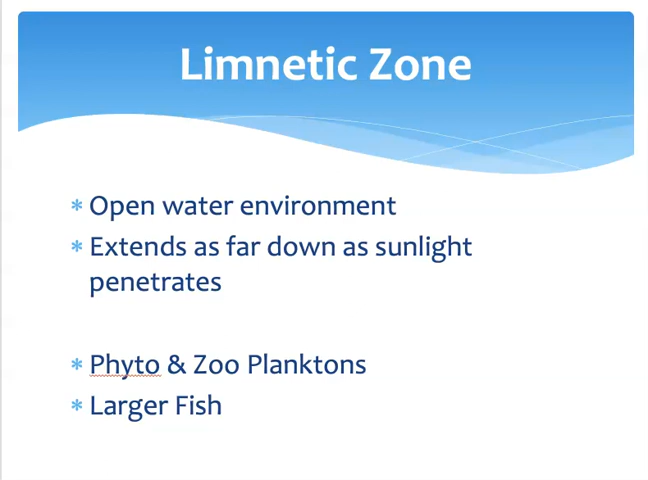 Limnetic Zone
* Open water environment
* Extends as far down as sunlight
penetrates
* Phyto & Zoo Planktons
* Larger Fish